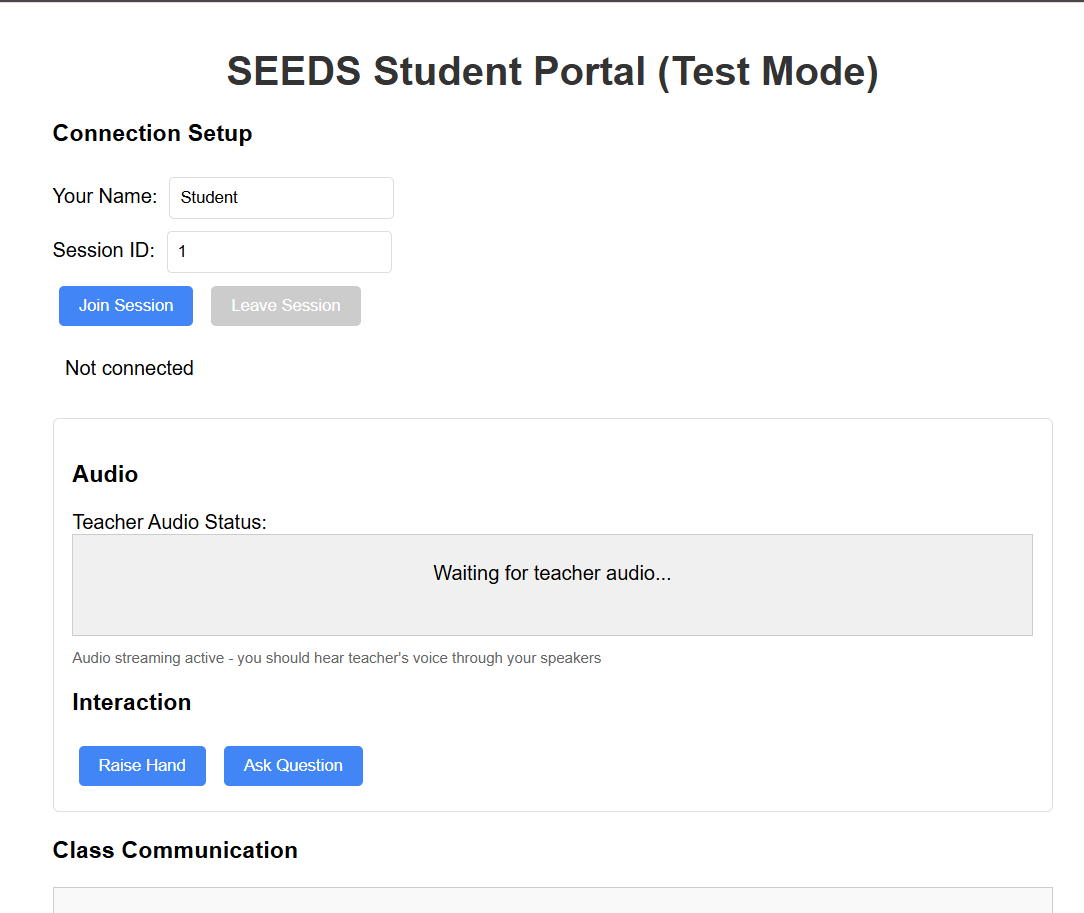 SEEDS Student Portal (Test Mode)
Connection Setup
Your Name: Student
Session ID: 1
Join Session Leave Session
Not connected
Audio
Teacher Audio Status:
Waiting for teacher audio...
Audio streaming active - you should hear teacher's voice through your speakers
Interaction
Raise Hand Ask Question
Class Communication